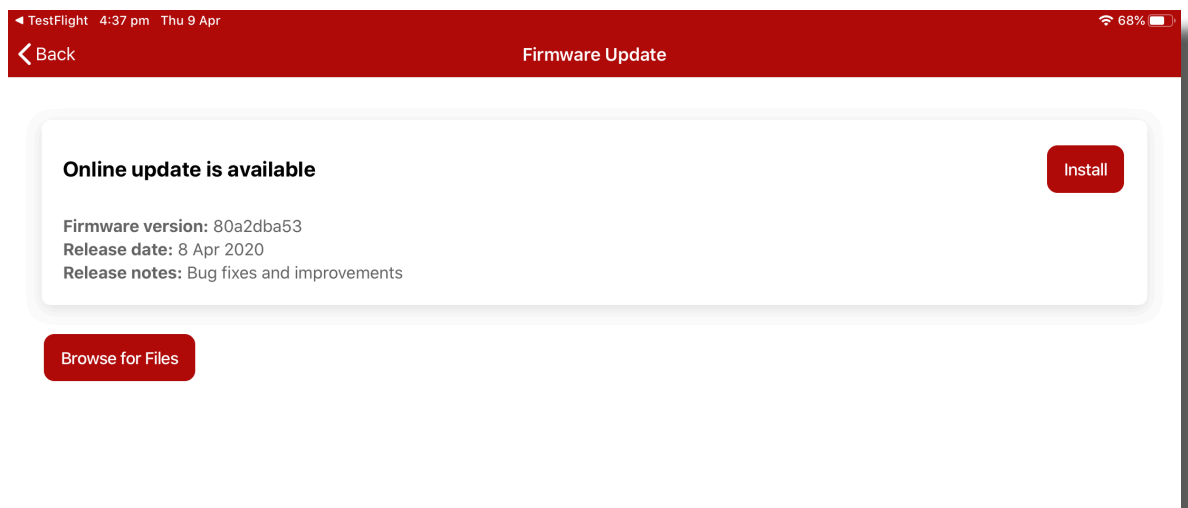 ◀ TestFlight 4:37 pm Thu 9 Apr 68%
Back Firmware Update
Online update is available Install
Firmware version: 80a2dba53
Release date: 8 Apr 2020
Release notes: Bug fixes and improvements
Browse for Files